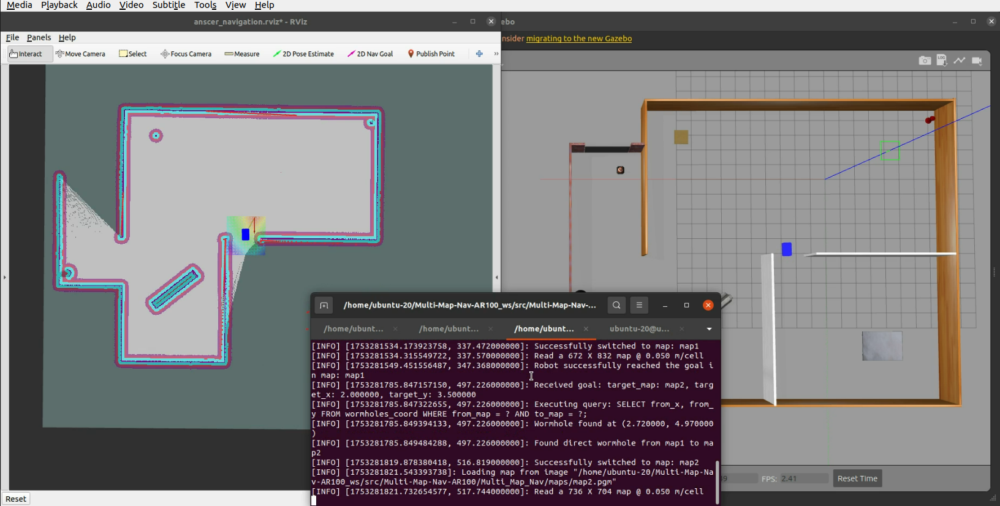 Media Playback Audio Video Subtitle Tools View Help
anscer_navigation.rviz* - RViz
ebo
File Panels Help
nsider migrating to the new Gazebo
Interact Move Camera Select Focus Camera Measure 2D Pose Estimate 2D Nav Goal Publish Point
LOG
/home/ubuntu-20/Multi-Map-Nav-AR100_ws/src/Multi-Map-Nav-...
/home/ubunt... /home/ubunt... /home/ubunt... ubuntu-20@u...
[INFO] [1753281534.173923758, 337.472000000]: Successfully switched to map: map1
[INFO] [1753281534.315549722, 337.570000000]: Read a 672 X 832 map @ 0.050 m/cell
[INFO] [1753281549.451556487, 347.368000000]: Robot successfully reached the goal i
n map: map1
[INFO] [1753281785.847157150, 497.226000000]: Received goal: target_map: map2, targ
et_x: 2.000000, target_y: 3.500000
[INFO] [1753281785.847322655, 497.226000000]: Executing query: SELECT from_x, from_
y FROM wormholes_coord WHERE from_map = ? AND to_map = ?;
[INFO] [1753281785.849394133, 497.226000000]: Wormhole found at (2.720000, 4.970000
)
[INFO] [1753281785.849484288, 497.226000000]: Found direct wormhole from map1 to ma
p2
[INFO] [1753281819.878380418, 516.819000000]: Successfully switched to map: map2
[INFO] [1753281821.543393738]: Loading map from image "/home/ubuntu-20/Multi-Map-Na
v-AR100_ws/src/Multi-Map-Nav-AR100/Multi_Map_Nav/maps/map2.pgm"
[INFO] [1753281821.732654577, 517.744000000]: Read a 736 X 704 map @ 0.050 m/cell
49 FPS: 2.41 Reset Time
Reset